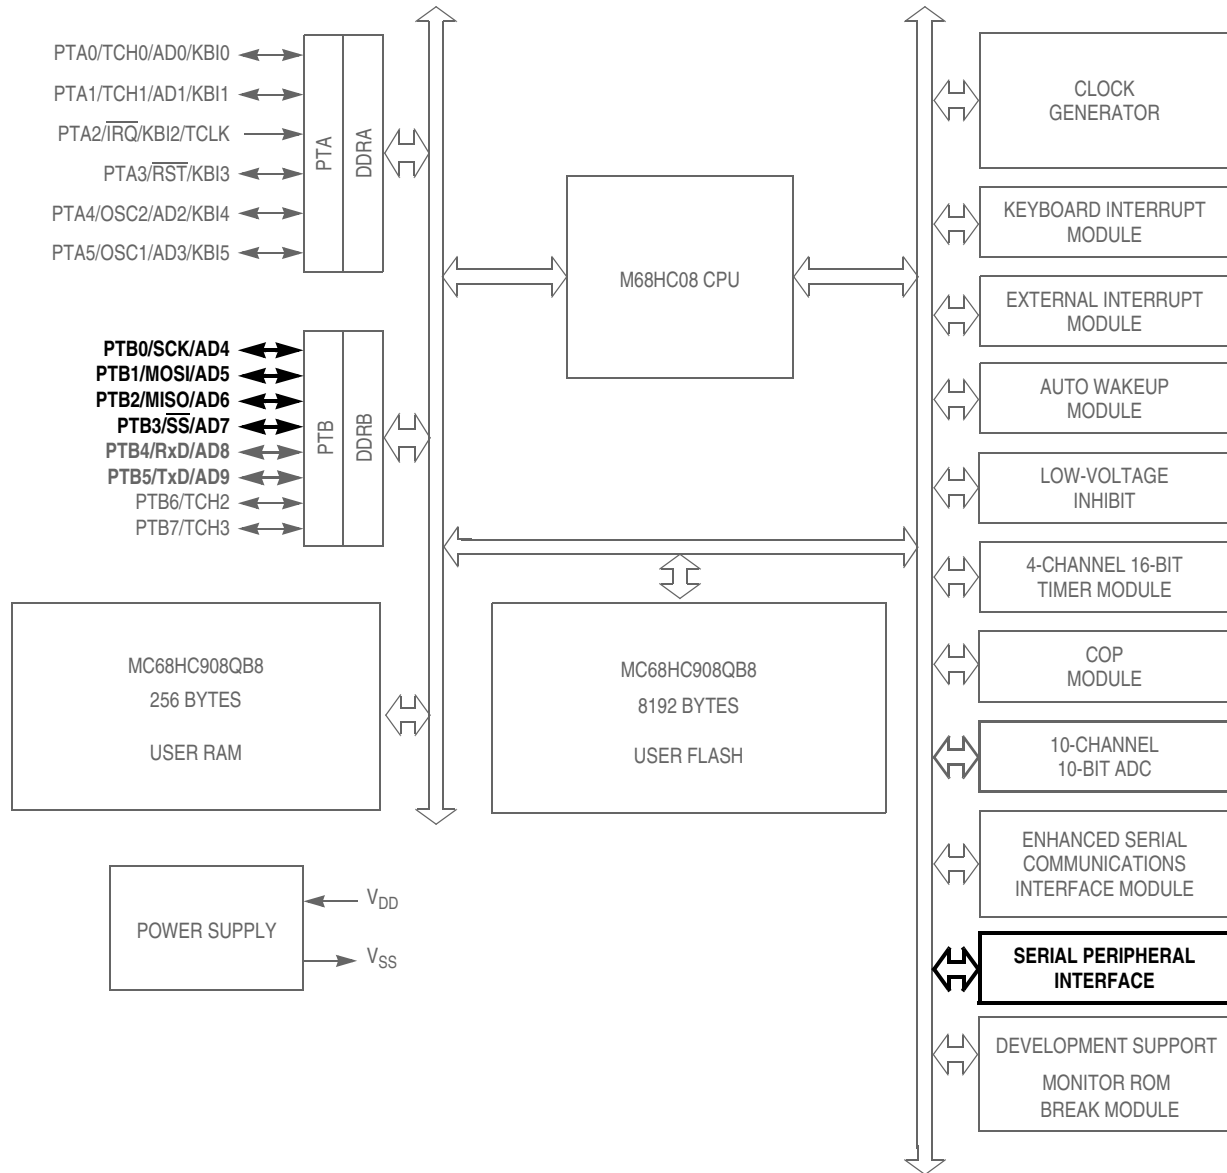 PTA0/TCH0/AD0/KBI0
PTA1/TCH1/AD1/KBI1
PTA2/IRQ/KBI2/TCLK
PTA3/RST/KBI3
PTA4/OSC2/AD2/KBI4
PTA5/OSC1/AD3/KBI5
PTA
DDRA
PTB0/SCK/AD4
PTB1/MOSI/AD5
PTB2/MISO/AD6
PTB3/SS/AD7
PTB4/RxD/AD8
PTB5/TxD/AD9
PTB6/TCH2
PTB7/TCH3
PTB
DDRB
M68HC08 CPU
MC68HC908QB8
256 BYTES
USER RAM
MC68HC908QB8
8192 BYTES
USER FLASH
POWER SUPPLY
VDD
VSS
CLOCK
GENERATOR
KEYBOARD INTERRUPT
MODULE
EXTERNAL INTERRUPT
MODULE
AUTO WAKEUP
MODULE
LOW-VOLTAGE
INHIBIT
4-CHANNEL 16-BIT
TIMER MODULE
COP
MODULE
10-CHANNEL
10-BIT ADC
ENHANCED SERIAL
COMMUNICATIONS
INTERFACE MODULE
SERIAL PERIPHERAL
INTERFACE
DEVELOPMENT SUPPORT
MONITOR ROM
BREAK MODULE